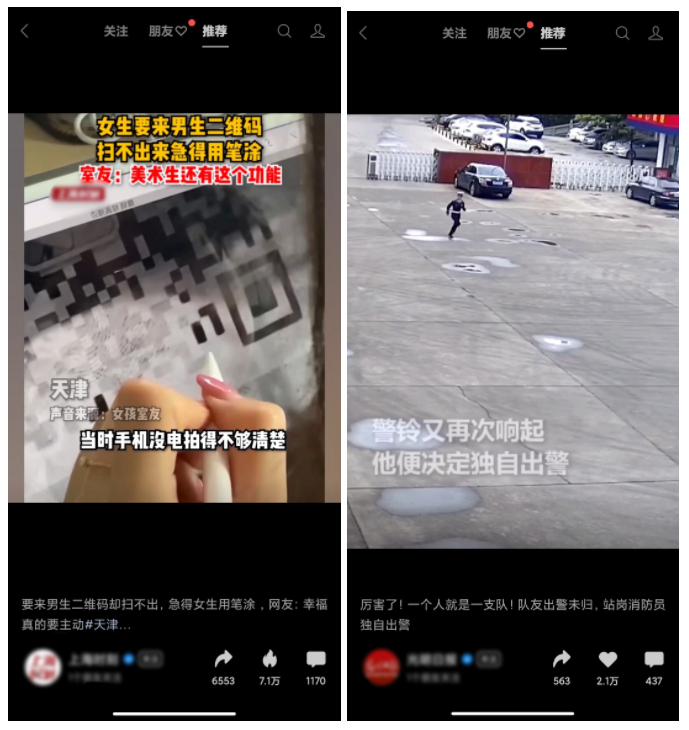 关注 朋友♡ 推荐
女生要来男生二维码
扫不出来急得用笔涂
室友：美术生还有这个功能
天津
声音来源：女孩室友
当时手机没电拍得不够清楚
要来男生二维码却扫不出，急得女生用笔涂，网友：幸福
真的要主动#天津...
6553 7.1万 1170
关注 朋友♡ 推荐
警铃又再次响起
他便决定独自出警
厉害了！一个人就是一支队！队友出警未归，站岗消防员
独自出警
563 2.1万 437